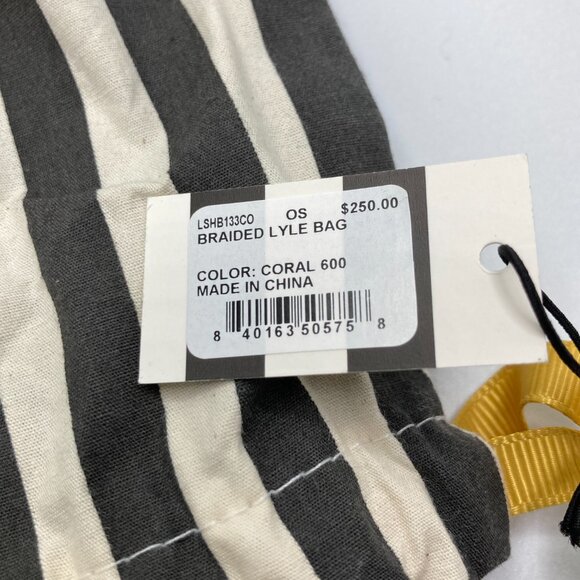 LSHB133CO OS $250.00
BRAIDED LYLE BAG
COLOR: CORAL 600
MADE IN CHINA
8 40163 50575 8